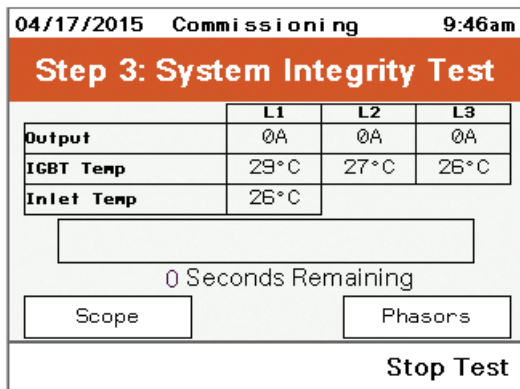 04/17/2015 Commissioning 9:46am
Step 3: System Integrity Test
L1 L2 L3
Output 0A 0A 0A
IGBT Temp 29°C 27°C 26°C
Inlet Temp 26°C
0 Seconds Remaining
Scope Phasors
Stop Test